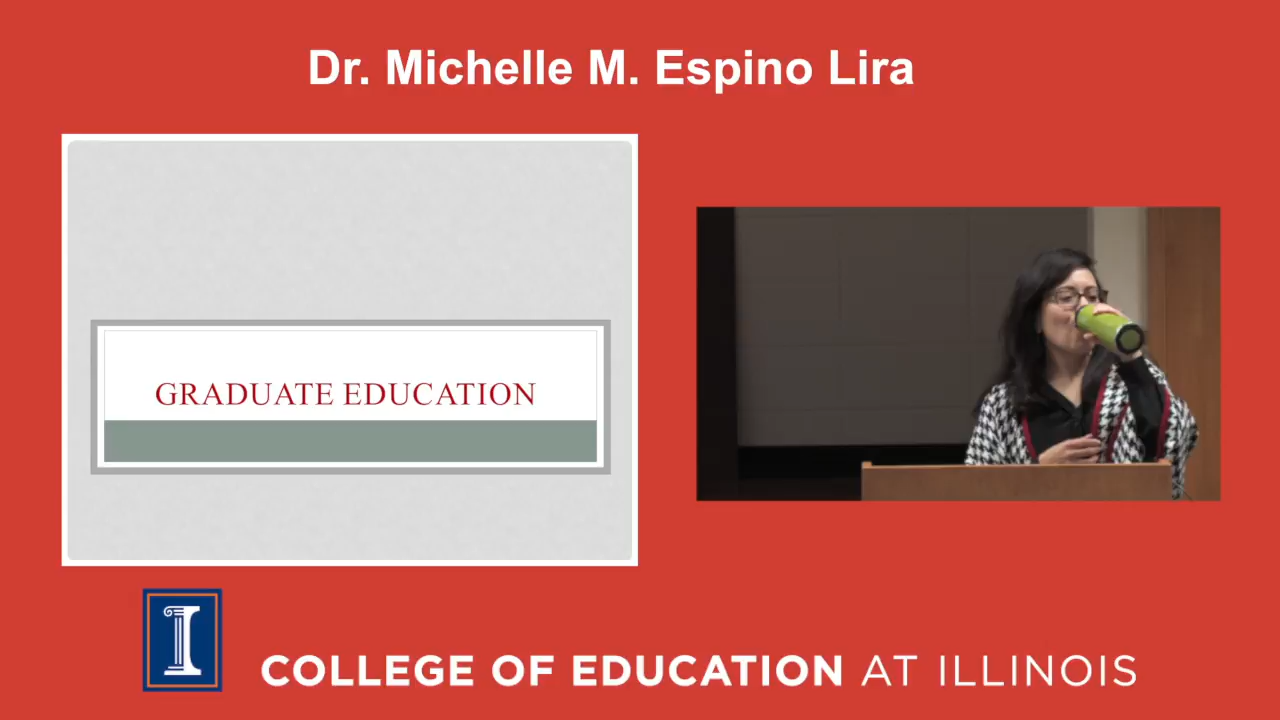 Dr. Michelle M. Espino Lira
GRADUATE EDUCATION
I
COLLEGE OF EDUCATION AT ILLINOIS